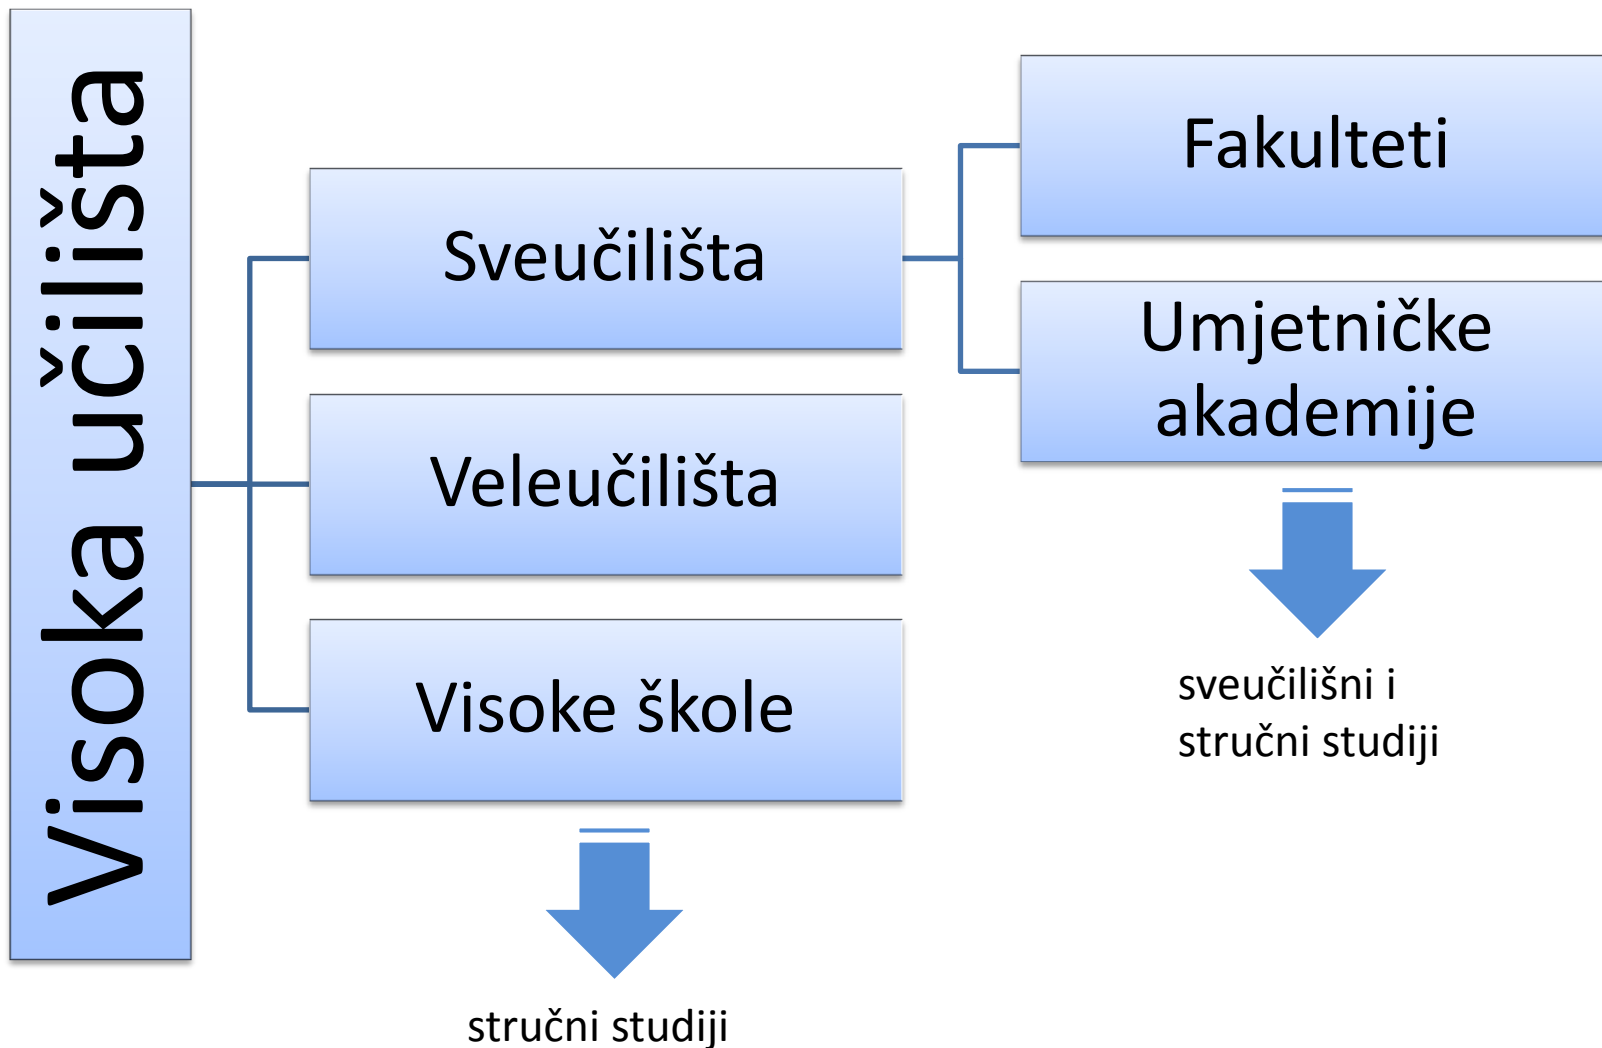 Visoka učilišta
Sveučilišta
Veleučilišta
Visoke škole
stručni studiji
Fakulteti
Umjetničke
akademije
sveučilišni i
stručni studiji